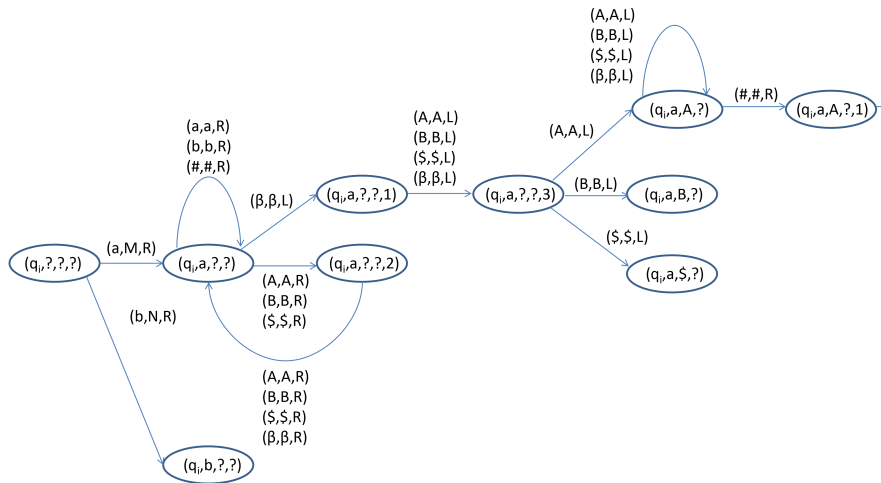 (A,A,L)
(B,B,L)
($,$,L)
(β,β,L)
(qᵢ,a,A,?)
(#,#,R)
(qᵢ,a,A,?,1)
(a,a,R)
(b,b,R)
(#,#,R)
(A,A,L)
(B,B,L)
($,$,L)
(β,β,L)
(A,A,L)
(β,β,L)
(qᵢ,a,?,?,1)
(qᵢ,a,?,?,3)
(B,B,L)
(qᵢ,a,B,?)
($,$,L)
(qᵢ,a,$,?)
(qᵢ,?,?,?)
(a,M,R)
(qᵢ,a,?,?)
(qᵢ,a,?,?,2)
(A,A,R)
(B,B,R)
($,$,R)
(b,N,R)
(A,A,R)
(B,B,R)
($,$,R)
(β,β,R)
(qᵢ,b,?,?)